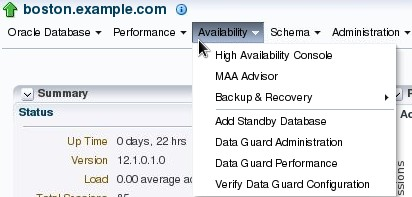 boston.example.com
Oracle Database Performance Availability Schema Administration
High Availability Console
MAA Advisor
Backup & Recovery
Add Standby Database
Data Guard Administration
Data Guard Performance
Verify Data Guard Configuration
Summary
Status
Up Time 0 days, 22 hrs
Version 12.1.0.1.0
Load 0.00 average